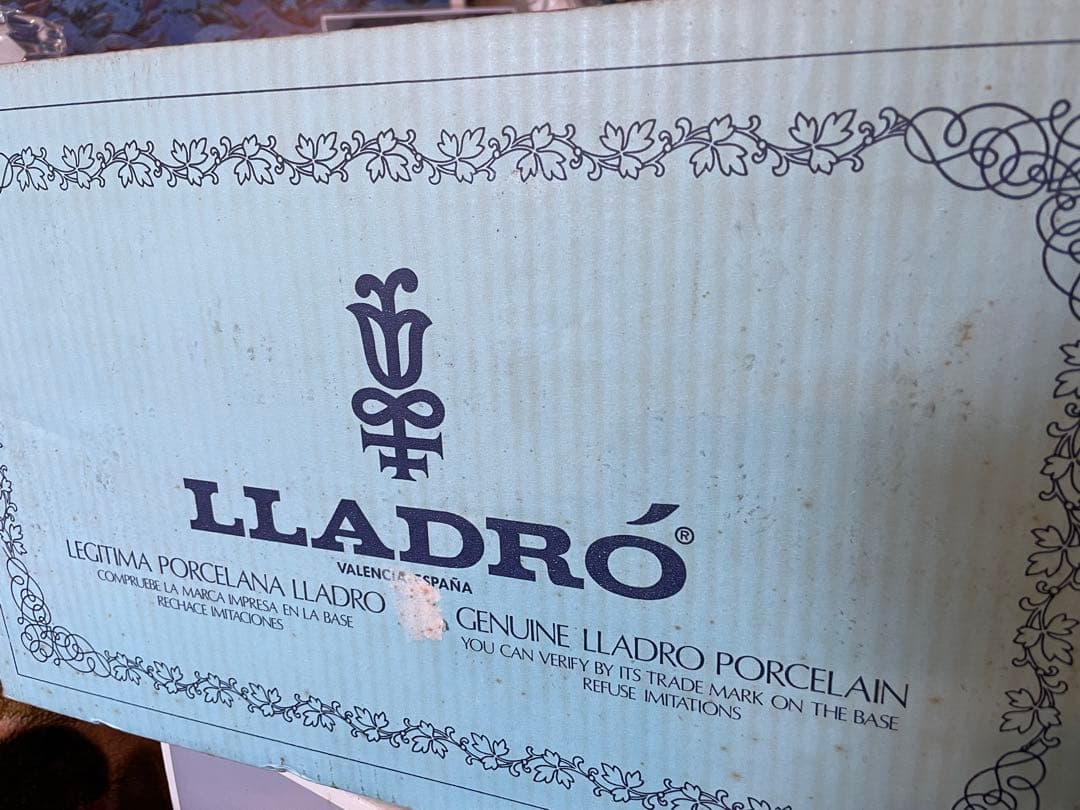 LLADRÓ®
VALENCIA-ESPAÑA
LEGITIMA PORCELANA LLADRO
COMPRUEBE LA MARCA IMPRESA EN LA BASE
RECHACE IMITACIONES
GENUINE LLADRO PORCELAIN
YOU CAN VERIFY BY ITS TRADE MARK ON THE BASE
REFUSE IMITATIONS